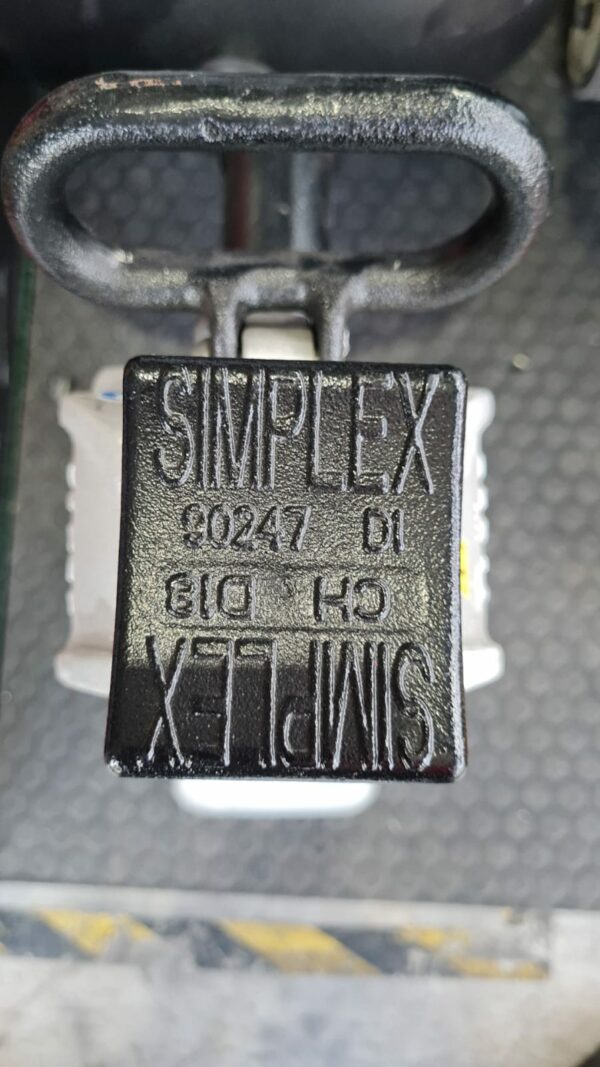 SIMPLEX
90247 D1
CH D13
SIMPLEX